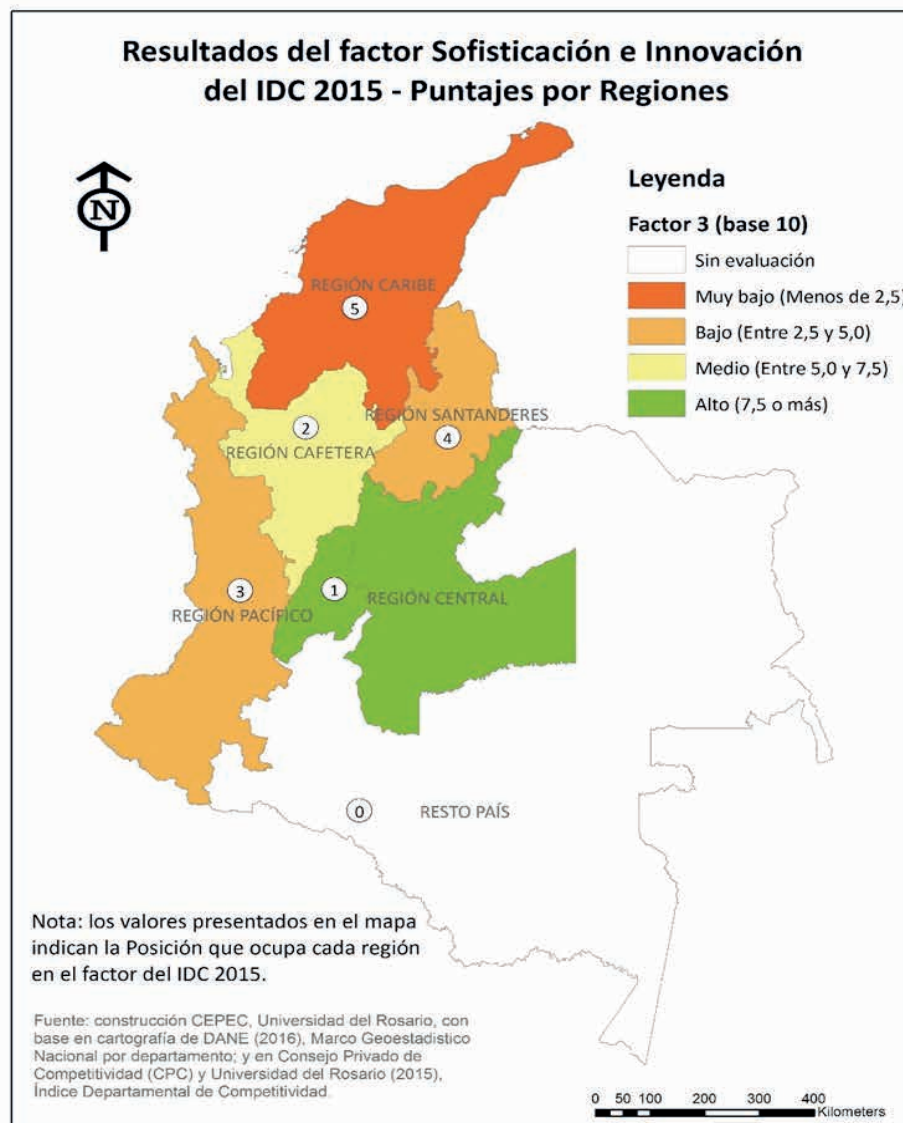 Resultados del factor Sofisticación e Innovación
del IDC 2015 - Puntajes por Regiones
N
Leyenda
Factor 3 (base 10)
Sin evaluación
Muy bajo (Menos de 2,5)
Bajo (Entre 2,5 y 5,0)
Medio (Entre 5,0 y 7,5)
Alto (7,5 o más)
REGIÓN CARIBE
5
REGIÓN SANTANDERES
2
4
REGIÓN CAFETERA
3
1
REGIÓN CENTRAL
REGIÓN PACÍFICO
0
RESTO PAÍS
Nota: los valores presentados en el mapa
indican la Posición que ocupa cada región
en el factor del IDC 2015.
Fuente: construcción CEPEC, Universidad del Rosario, con
base en cartografía de DANE (2016), Marco Geoestadistico
Nacional por departamento; y en Consejo Privado de
Competitividad (CPC) y Universidad del Rosario (2015),
Índice Departamental de Competividad.
0 50 100 200 300 400
Kilometers